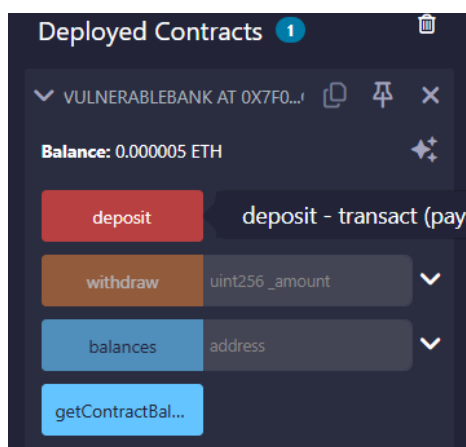 Deployed Contracts 1
VULNERABLEBANK AT 0X7F0...
Balance: 0.000005 ETH
deposit
deposit - transact (pay
withdraw uint256 _amount
balances address
getContractBal...